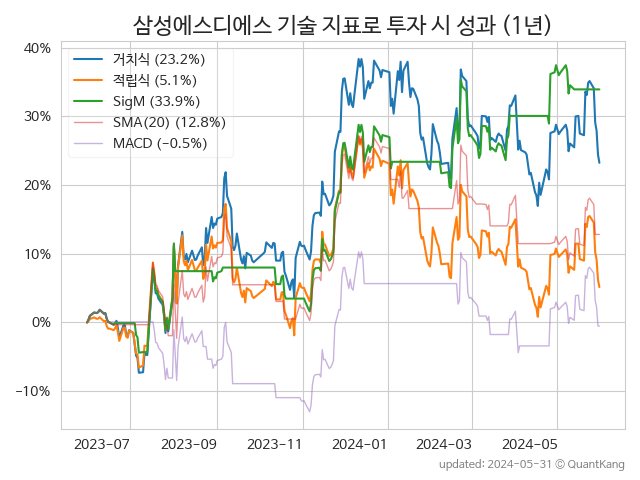 삼성에스디에스 기술 지표로 투자 시 성과 (1년)
40%
30%
20%
10%
0%
−10%
거치식 (23.2%)
적립식 (5.1%)
SigM (33.9%)
SMA(20) (12.8%)
MACD (−0.5%)
2023-07
2023-09
2023-11
2024-01
2024-03
2024-05
updated: 2024-05-31 © QuantKang